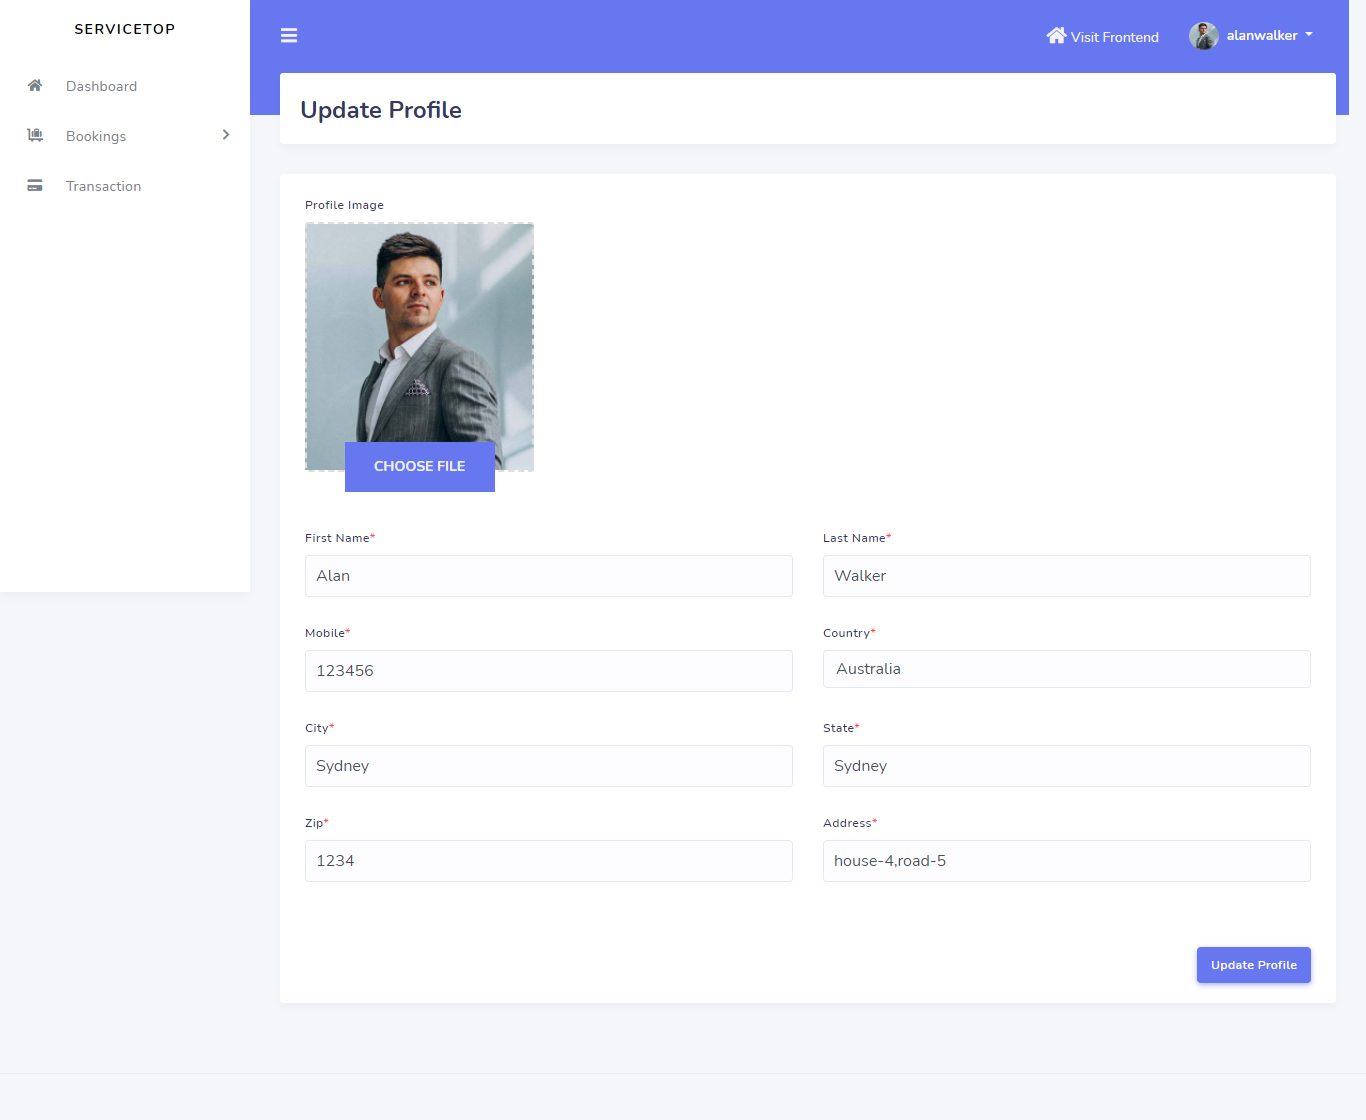 SERVICETOP
Visit Frontend
alanwalker
Dashboard
Bookings
Transaction
Update Profile
Profile Image
CHOOSE FILE
First Name*
Last Name*
Alan
Walker
Mobile*
Country*
123456
Australia
City*
State*
Sydney
Sydney
Zip*
Address*
1234
house-4,road-5
Update Profile